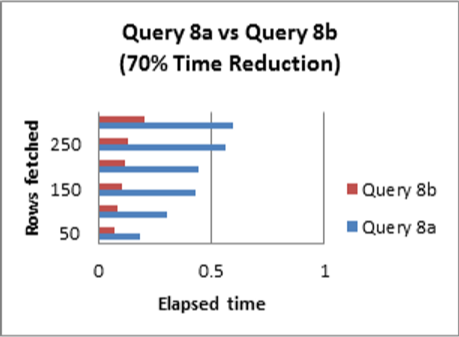 Query 8a vs Query 8b
(70% Time Reduction)
Rows fetched
250
150
50
0 0.5 1
Elapsed time
Query 8b
Query 8a